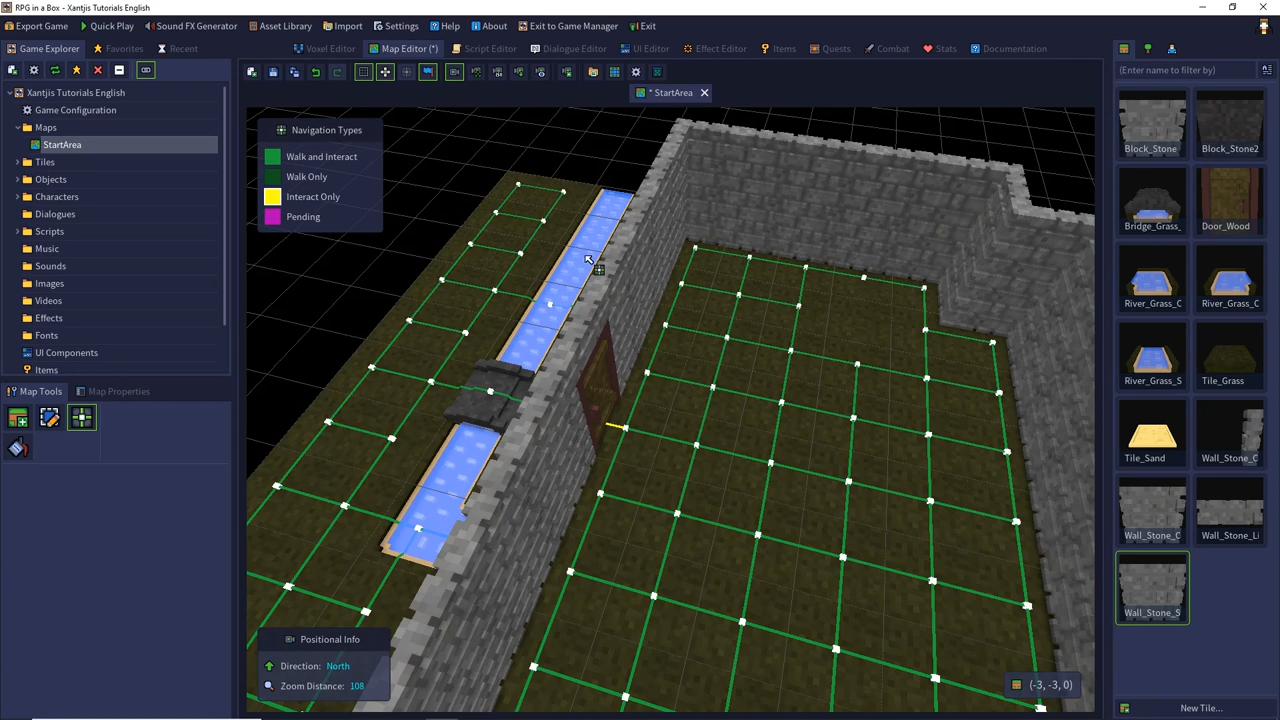 RPG in a Box - Xantjis Tutorials English
Export Game Quick Play Sound FX Generator Asset Library Import Settings Help About Exit to Game Manager Exit
Game Explorer Favorites Recent Voxel Editor Map Editor (*) Script Editor Dialogue Editor UI Editor Effect Editor Items Quests Combat Stats Documentation
(Enter name to filter by)
* StartArea
Xantjis Tutorials English
Game Configuration
Maps
StartArea
Tiles
Objects
Characters
Dialogues
Scripts
Music
Sounds
Images
Videos
Effects
Fonts
UI Components
Items
Map Tools Map Properties
Navigation Types
Walk and Interact
Walk Only
Interact Only
Pending
Positional Info
Direction: North
Zoom Distance: 108
(-3, -3, 0)
Block_Stone Block_Stone2
Bridge_Grass_ Door_Wood
River_Grass_C River_Grass_C
River_Grass_S Tile_Grass
Tile_Sand Wall_Stone_C
Wall_Stone_C Wall_Stone_Li
Wall_Stone_S
New Tile...